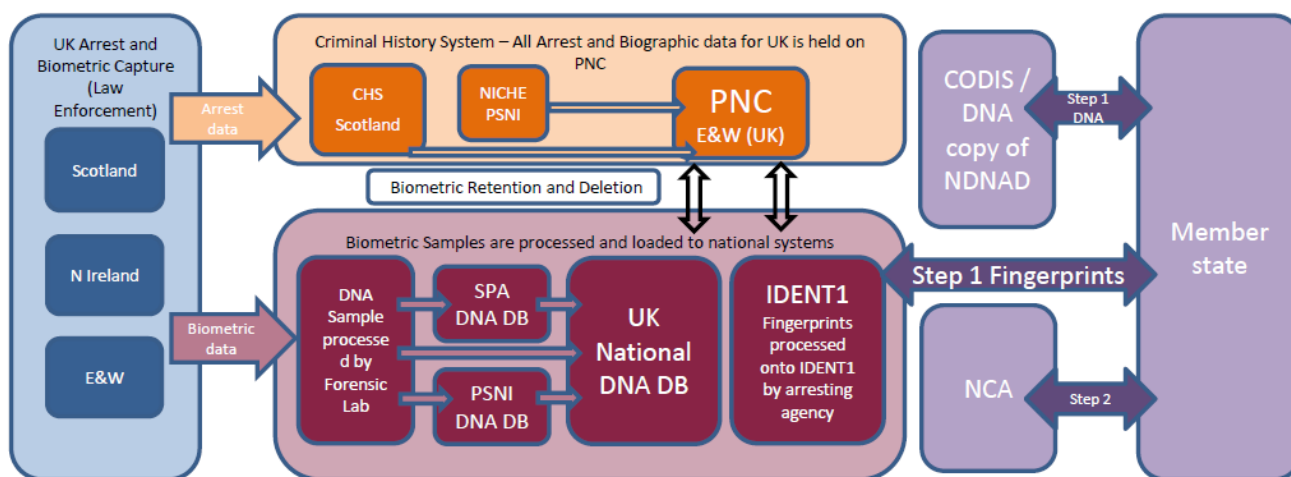 UK Arrest and
Biometric Capture
(Law
Enforcement)
Scotland
N Ireland
E&W
Arrest
data
Biometric
data
Criminal History System – All Arrest and Biographic data for UK is held on
PNC
CHS
Scotland
NICHE
PSNI
PNC
E&W (UK)
Biometric Retention and Deletion
Biometric Samples are processed and loaded to national systems
DNA
Sample
processe
d by
Forensic
Lab
SPA
DNA DB
PSNI
DNA DB
UK
National
DNA DB
IDENT1
Fingerprints
processed
onto IDENT1
by arresting
agency
CODIS /
DNA
copy of
NDNAD
Step 1
DNA
Step 1 Fingerprints
NCA
Step 2
Member
state